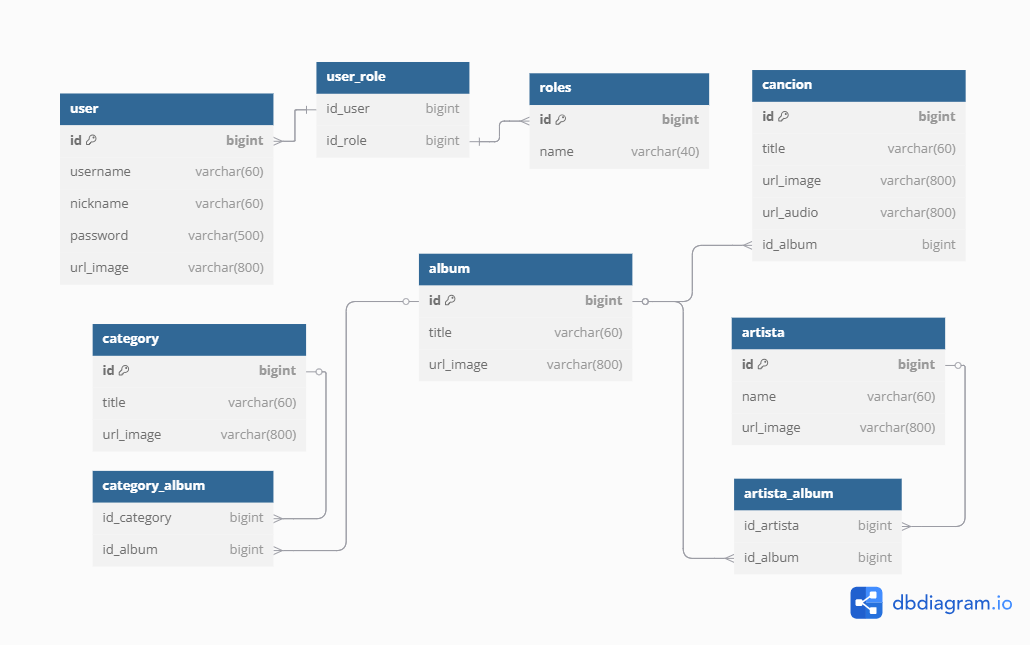 user
id bigint
username varchar(60)
nickname varchar(60)
password varchar(500)
url_image varchar(800)
user_role
id_user bigint
id_role bigint
roles
id bigint
name varchar(40)
cancion
id bigint
title varchar(60)
url_image varchar(800)
url_audio varchar(800)
id_album bigint
album
id bigint
title varchar(60)
url_image varchar(800)
category
id bigint
title varchar(60)
url_image varchar(800)
category_album
id_category bigint
id_album bigint
artista
id bigint
name varchar(60)
url_image varchar(800)
artista_album
id_artista bigint
id_album bigint
dbdiagram.io